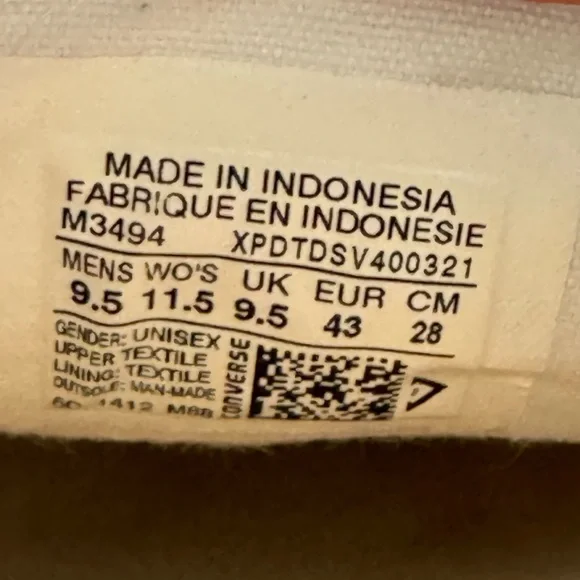 MADE IN INDONESIA
FABRIQUE EN INDONESIE
M3494 XPDTDSV400321
MENS WO'S UK EUR CM
9.5 11.5 9.5 43 28
GENDER: UNISEX
UPPER TEXTILE
LINING: TEXTILE
OUTSOLE: MAN-MADE
CONVERSE